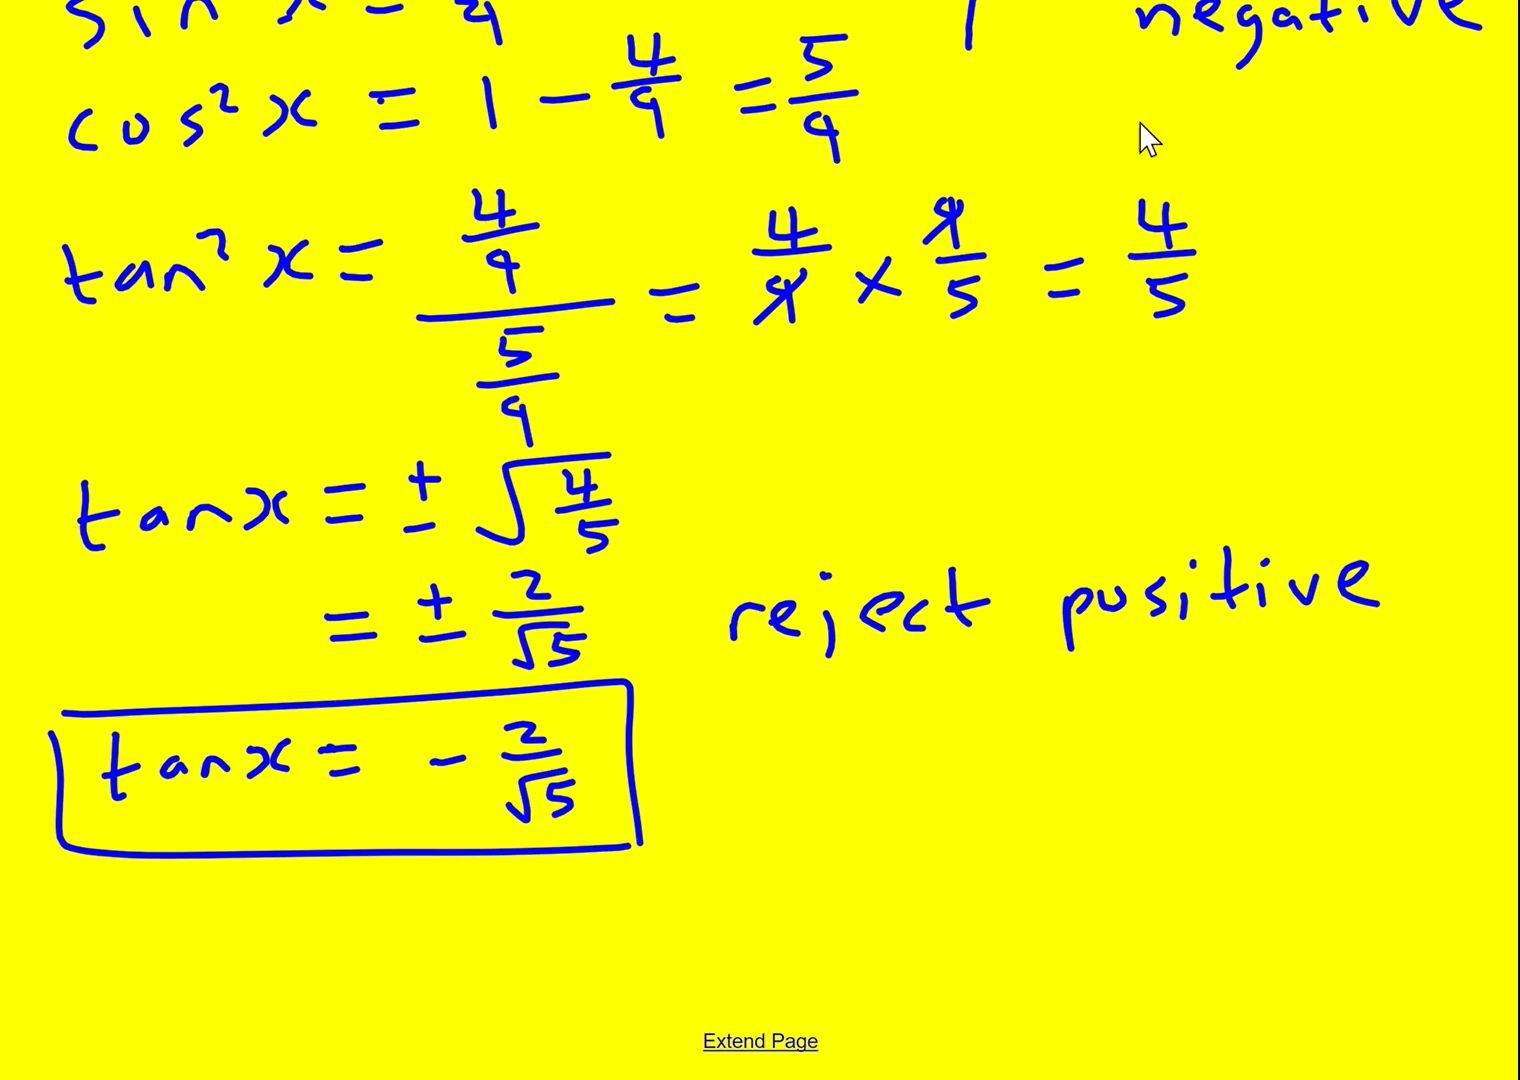 negative
cos²x = 1 - 4/9 = 5/9
tan²x = (4/9)/(5/9) = 4/9 × 9/5 = 4/5
tanx = ± √(4/5)
= ± 2/√5 reject positive
tanx = - 2/√5
Extend Page